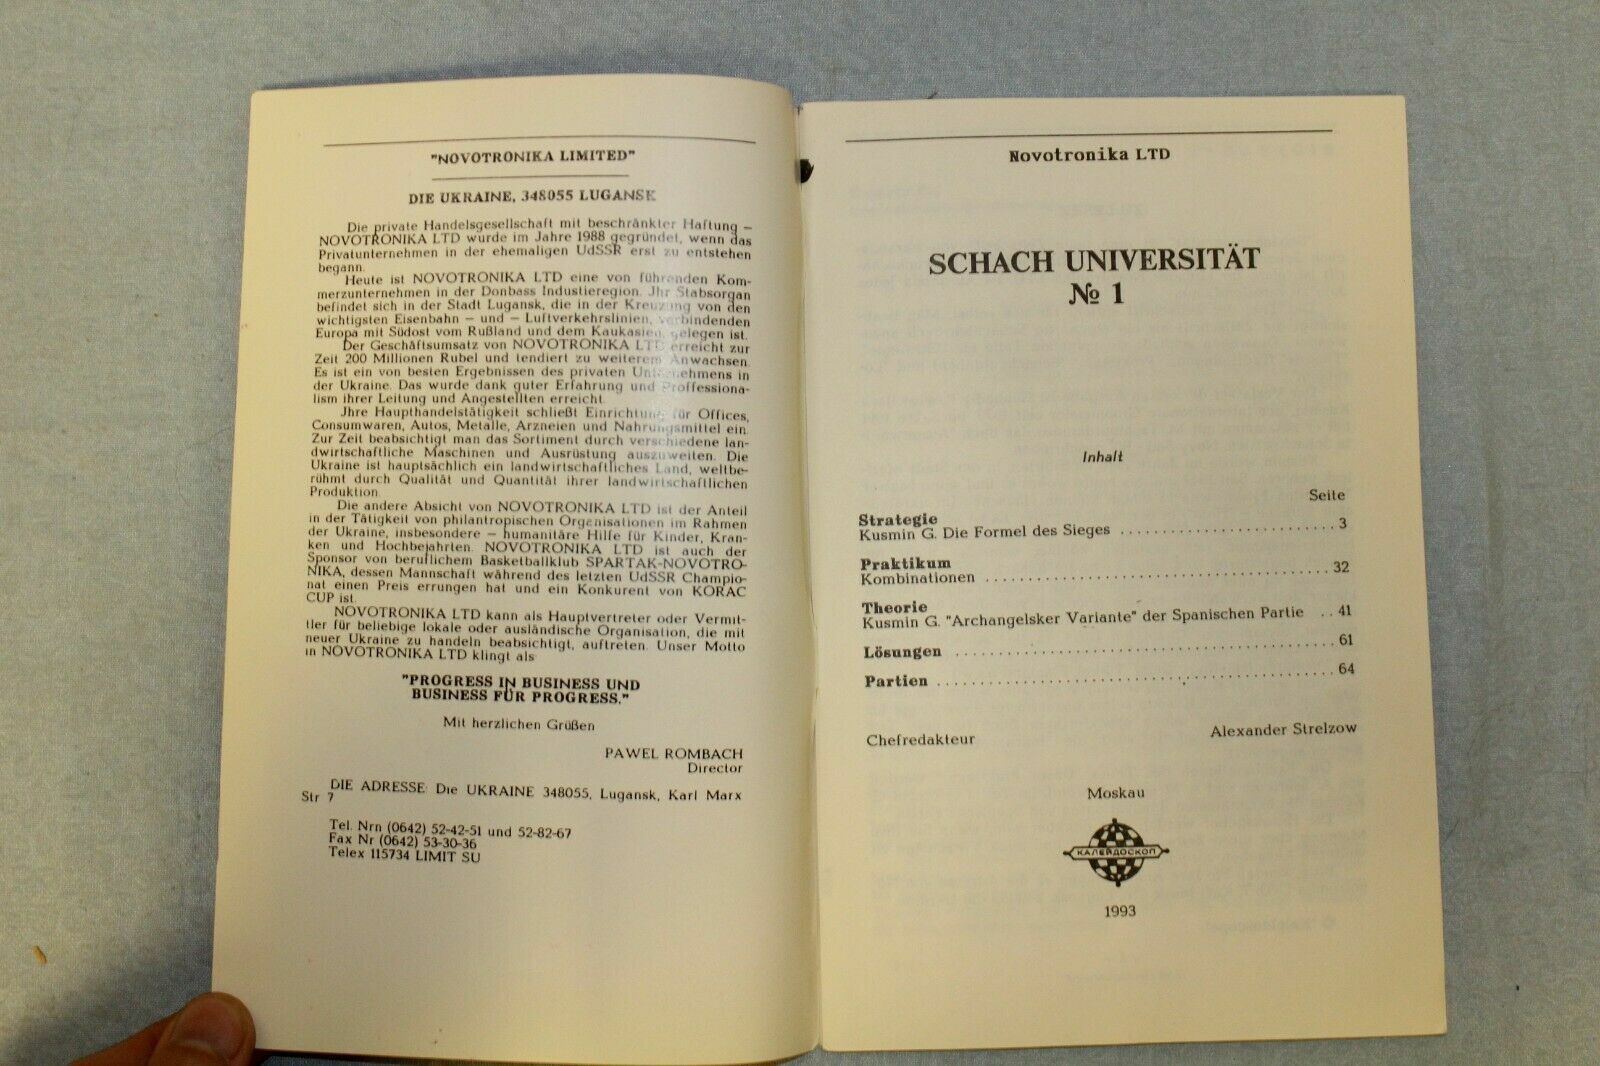 "NOVOTRONIKA LIMITED"
DIE UKRAINE, 348055 LUGANSK
Die private Handelsgesellschaft mit beschränkter Haftung –
NOVOTRONIKA LTD wurde im Jahre 1988 gegründet, wenn das
Privatunternehmen in der ehemaligen UdSSR erst zu entstehen
begann.
Heute ist NOVOTRONIKA LTD eine von führenden Kom-
merzunternehmen in der Donbass Industieregion. Jhr Stabsorgan
befindet sich in der Stadt Lugansk, die in der Kreuzung von den
wichtigsten Eisenbahn – und – Luftverkehrslinien, verbindenden
Europa mit Südost vom Rußland und dem Kaukasien, gelegen ist.
Der Geschäftsumsatz von NOVOTRONIKA LTD erreicht zur
Zeit 200 Millionen Rubel und tendiert zu weiterem Anwachsen.
Es ist ein von besten Ergebnissen des privaten Unternehmens in
der Ukraine. Das wurde dank guter Erfahrung und Proffessiona-
lism ihrer Leitung und Angestellten erreicht.
Jhre Haupthandelstätigkeit schließt Einrichtung für Offices,
Consumwaren, Autos, Metalle, Arzneien und Nahrungsmittel ein.
Zur Zeit beabsichtigt man das Sortiment durch verschiedene lan-
dwirtschaftliche Maschinen und Ausrüstung auszuweiten. Die
Ukraine ist hauptsächlich ein landwirtschaftliches Land, weltbe-
rühmt durch Qualität und Quantität ihrer landwirtschaftlichen
Produktion.
Die andere Absicht von NOVOTRONIKA LTD ist der Anteil
in der Tätigkeit von philantropischen Organisationen im Rahmen
der Ukraine, insbesondere – humanitäre Hilfe für Kinder, Kran-
ken und Hochbejahrten. NOVOTRONIKA LTD ist auch der
Sponsor von beruflichem Basketballklub SPARTAK-NOVOTRO-
NIKA, dessen Mannschaft während des letzten UdSSR Champio-
nat einen Preis errungen hat und ein Konkurent von KORAC
CUP ist.
NOVOTRONIKA LTD kann als Hauptvertreter oder Vermit-
tler für beliebige lokale oder ausländische Organisation, die mit
neuer Ukraine zu handeln beabsichtigt, auftreten. Unser Motto
in NOVOTRONIKA LTD klingt als:
"PROGRESS IN BUSINESS UND
BUSINESS FÜR PROGRESS."
Mit herzlichen Grüßen
PAWEL ROMBACH
Director
DIE ADRESSE: Die UKRAINE 348055, Lugansk, Karl Marx
Str 7
Tel. Nrn (0642) 52-42-51 und 52-82-67
Fax Nr (0642) 53-30-36
Telex 115734 LIMIT SU
Novotronika LTD
SCHACH UNIVERSITÄT
№ 1
Inhalt
Seite
Strategie
Kusmin G. Die Formel des Sieges ........................ 3
Praktikum
Kombinationen ........................................ 32
Theorie
Kusmin G. "Archangelsker Variante" der Spanischen Partie .. 41
Lösungen ........................................... 61
Partien ............................................. 64
Chefredakteur Alexander Strelzow
Moskau
КАЛЕЙДОСКОП
1993